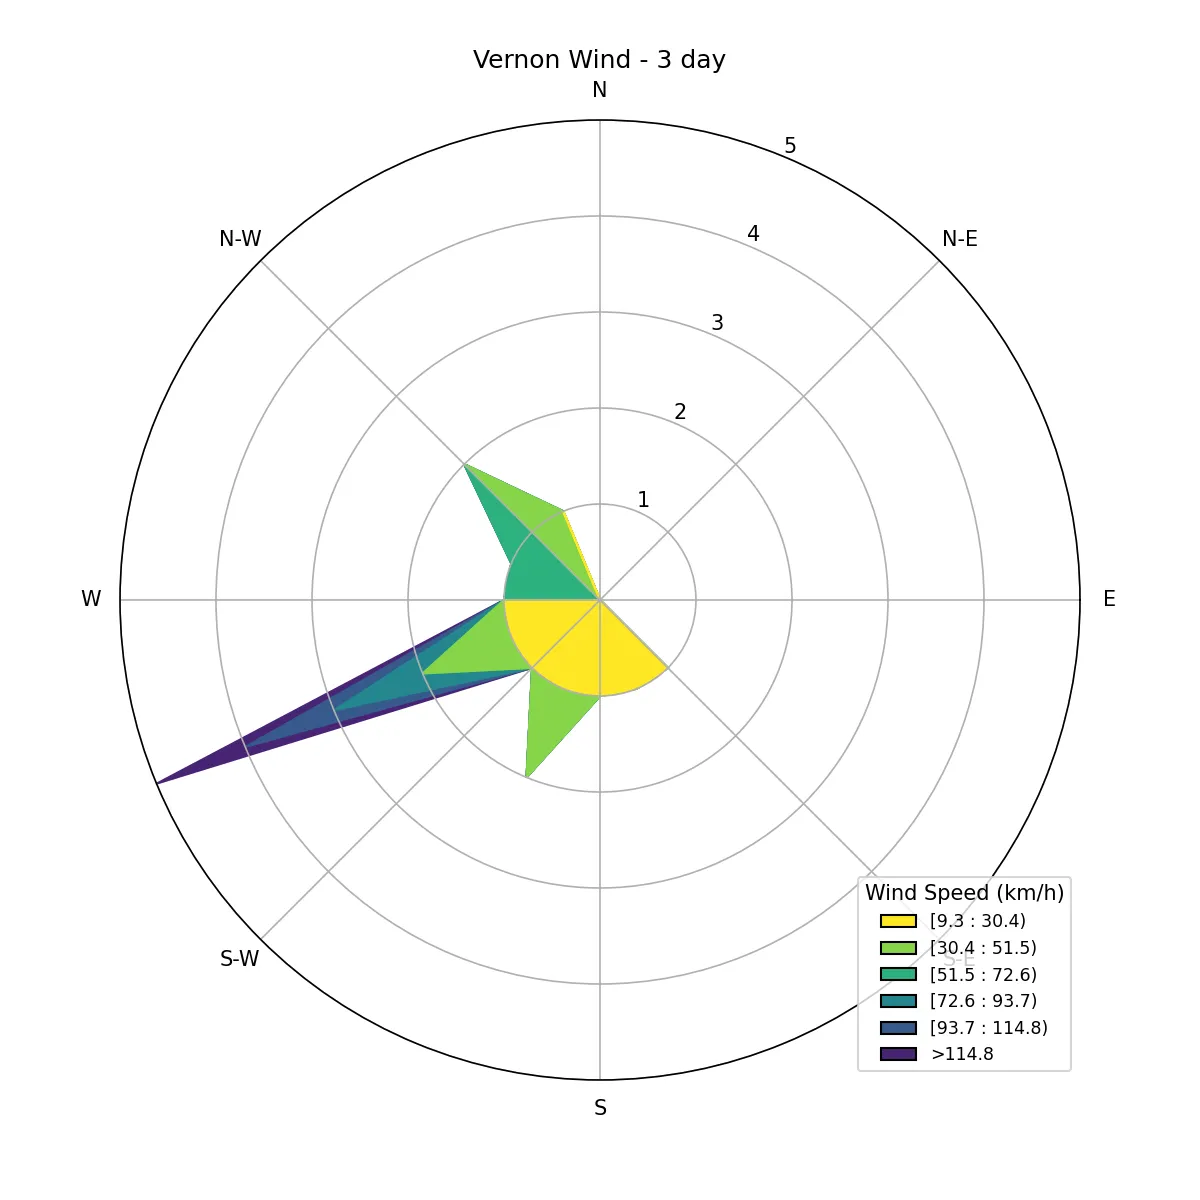 Vernon Wind - 3 day
N
5
N-W
N-E
4
3
2
1
W
E
S-W
S-E
S
Wind Speed (km/h)
[9.3 : 30.4)
[30.4 : 51.5)
[51.5 : 72.6)
[72.6 : 93.7)
[93.7 : 114.8)
>114.8